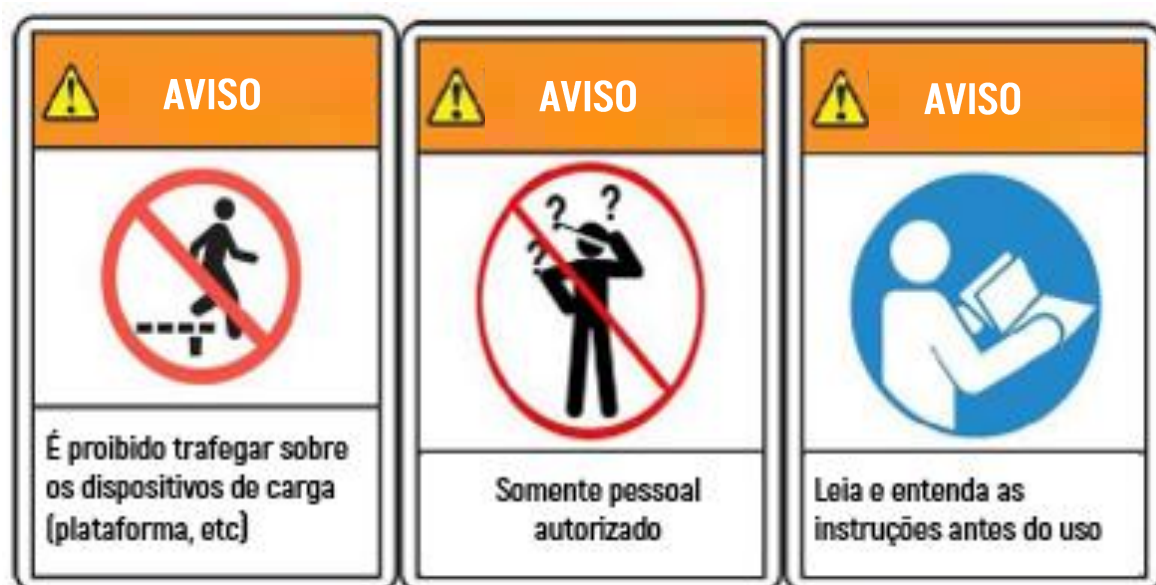 AVISO
É proibido trafegar sobre
os dispositivos de carga
(plataforma, etc)
AVISO
? ? ?
Somente pessoal
autorizado
AVISO
Leia e entenda as
instruções antes do uso